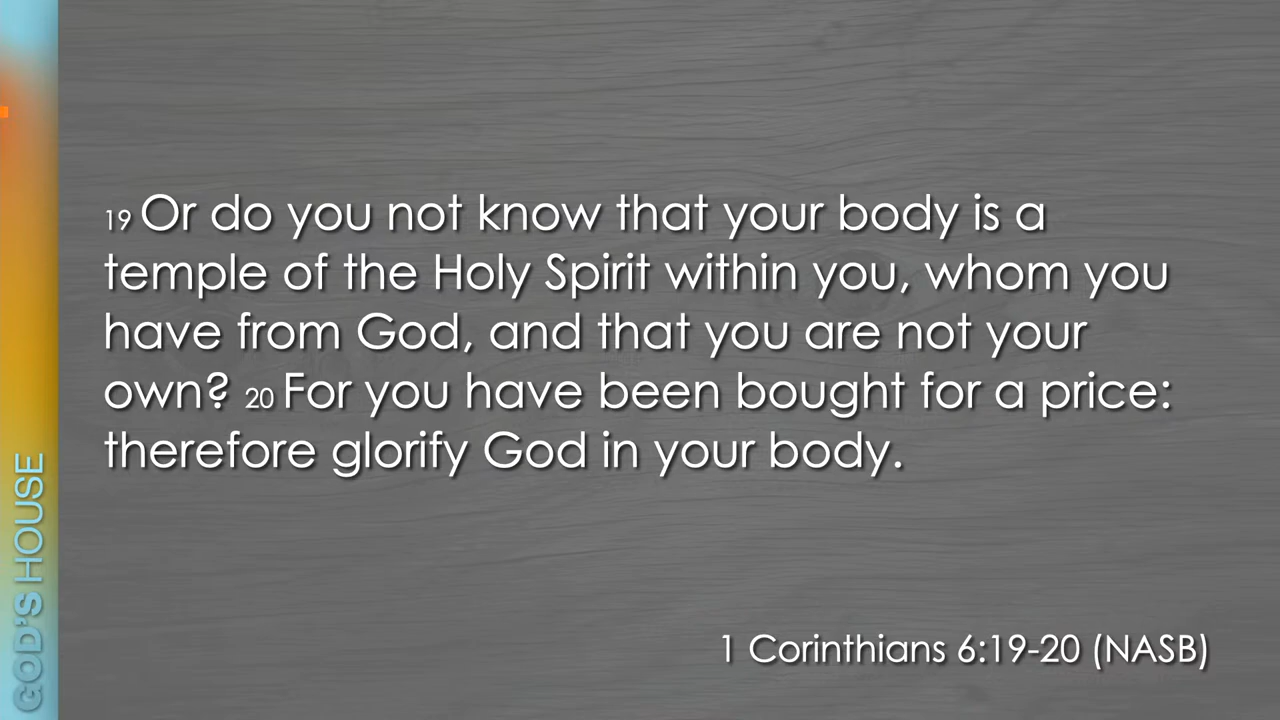 19 Or do you not know that your body is a
temple of the Holy Spirit within you, whom you
have from God, and that you are not your
own? 20 For you have been bought for a price:
therefore glorify God in your body.
1 Corinthians 6:19-20 (NASB)
GOD'S HOUSE